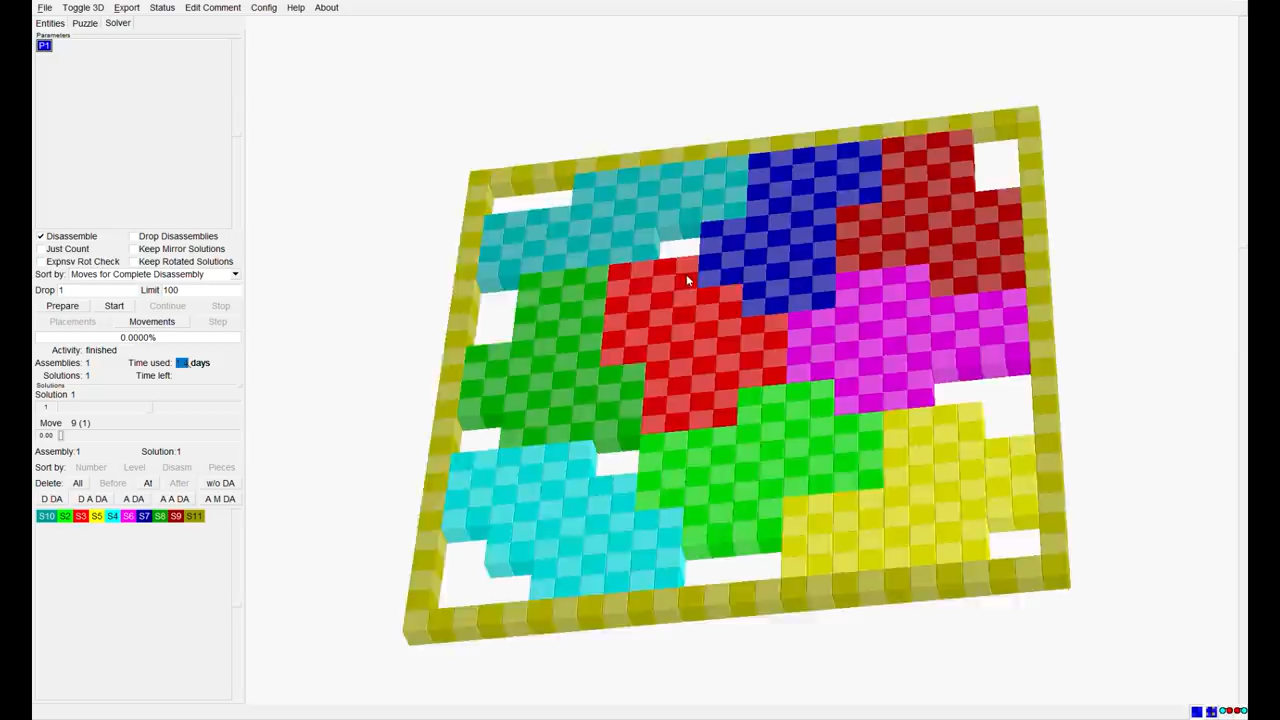 File Toggle 3D Export Status Edit Comment Config Help About
Entities Puzzle Solver
Parameters
P1
✔ Disassemble Drop Disassemblies
Just Count Keep Mirror Solutions
Expnsv Rot Check Keep Rotated Solutions
Sort by: Moves for Complete Disassembly
Drop 1 Limit 100
Prepare Start Continue Stop
Placements Movements Step
0.0000%
Activity: finished
Assemblies: 1 Time used: days
Solutions: 1 Time left:
Solutions
Solution 1
1
Move 9 (1)
0.00
Assembly:1 Solution:1
Sort by: Number Level Disasm Pieces
Delete: All Before At After w/o DA
D DA D A DA A DA A A DA A M DA
S10 S2 S3 S5 S4 S6 S7 S8 S9 S11